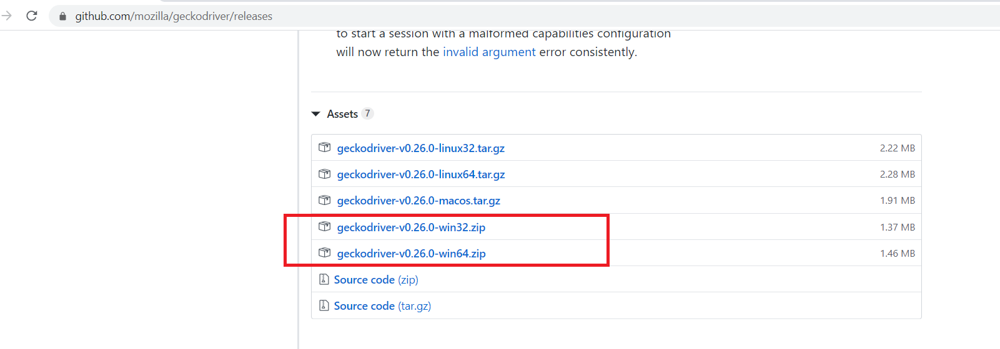 github.com/mozilla/geckodriver/releases
to start a session with a malformed capabilities configuration
will now return the invalid argument error consistently.
Assets 7
geckodriver-v0.26.0-linux32.tar.gz 2.22 MB
geckodriver-v0.26.0-linux64.tar.gz 2.28 MB
geckodriver-v0.26.0-macos.tar.gz 1.91 MB
geckodriver-v0.26.0-win32.zip 1.37 MB
geckodriver-v0.26.0-win64.zip 1.46 MB
Source code (zip)
Source code (tar.gz)